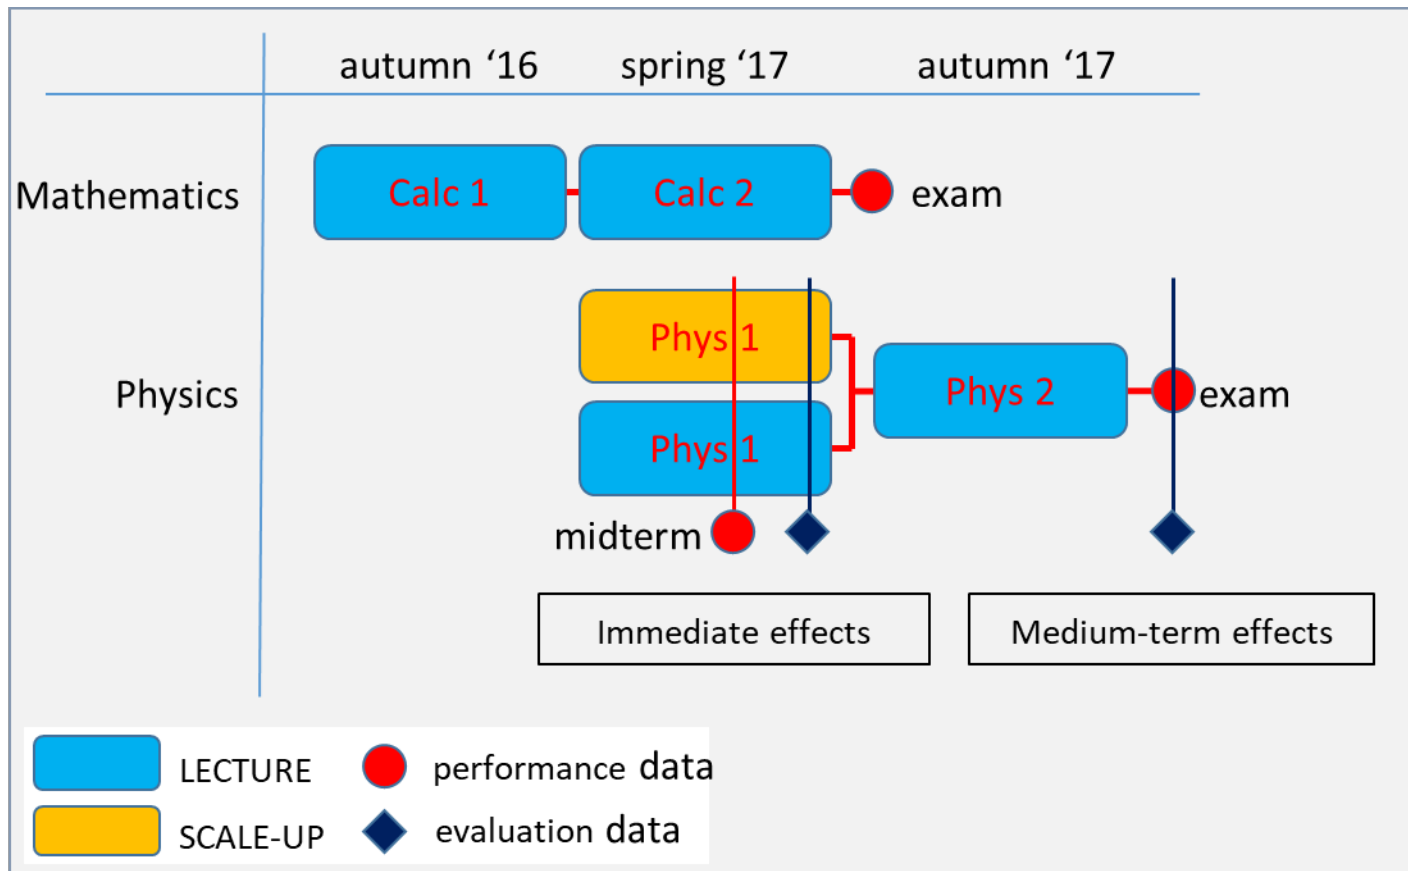 autumn ‘16 spring ‘17 autumn ‘17
Mathematics
Calc 1
Calc 2
exam
Physics
Phys 1
Phys 1
Phys 2
exam
midterm
Immediate effects
Medium-term effects
LECTURE
performance data
SCALE-UP
evaluation data